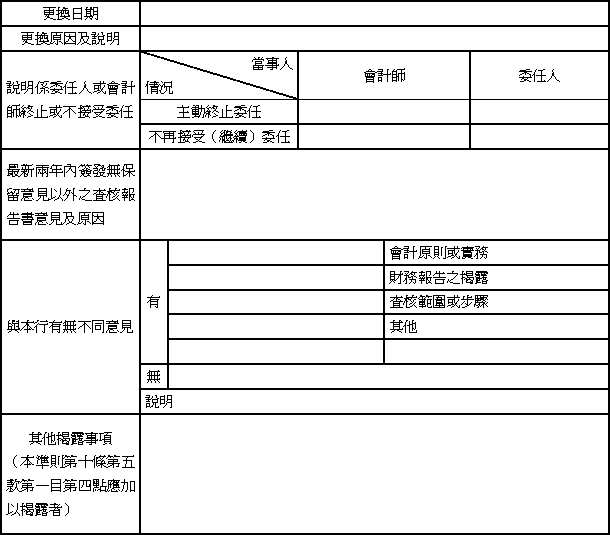 更換日期
更換原因及說明
說明係委任人或會計
師終止或不接受委任
當事人
情況
會計師
委任人
主動終止委任
不再接受（繼續）委任
最新兩年內簽發無保
留意見以外之查核報
告書意見及原因
與本行有無不同意見
有
會計原則或實務
財務報告之揭露
查核範圍或步驟
其他
無
說明
其他揭露事項
（本準則第十條第五
款第一目第四點應加
以揭露者）